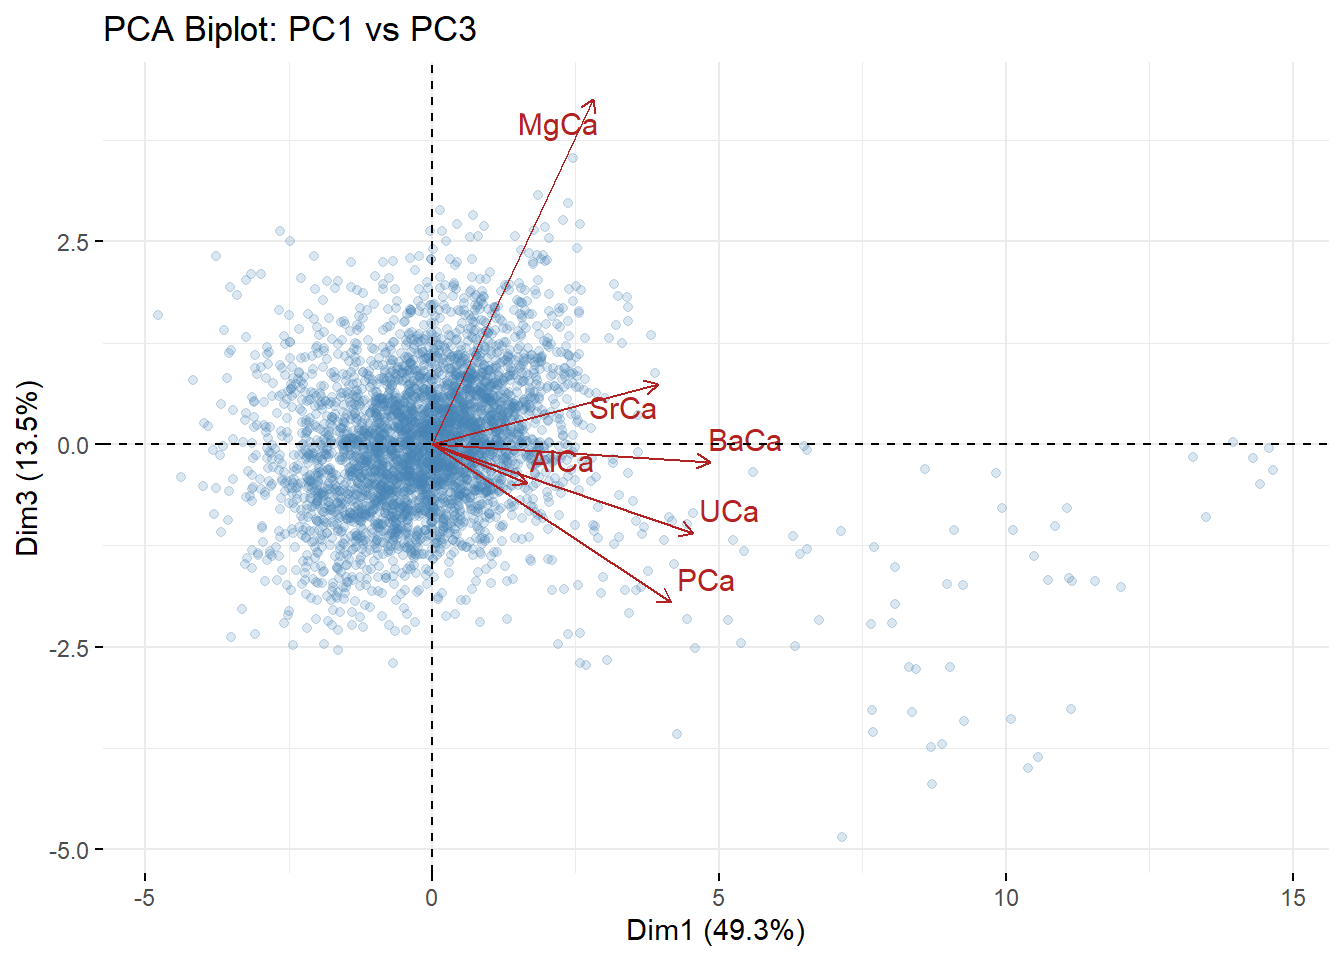 PCA Biplot: PC1 vs PC3
MgCa
2.5
SrCa
BaCa
0.0
AlCa
UCa
PCa
-2.5
-5.0
Dim3 (13.5%)
-5 0 5 10 15
Dim1 (49.3%)